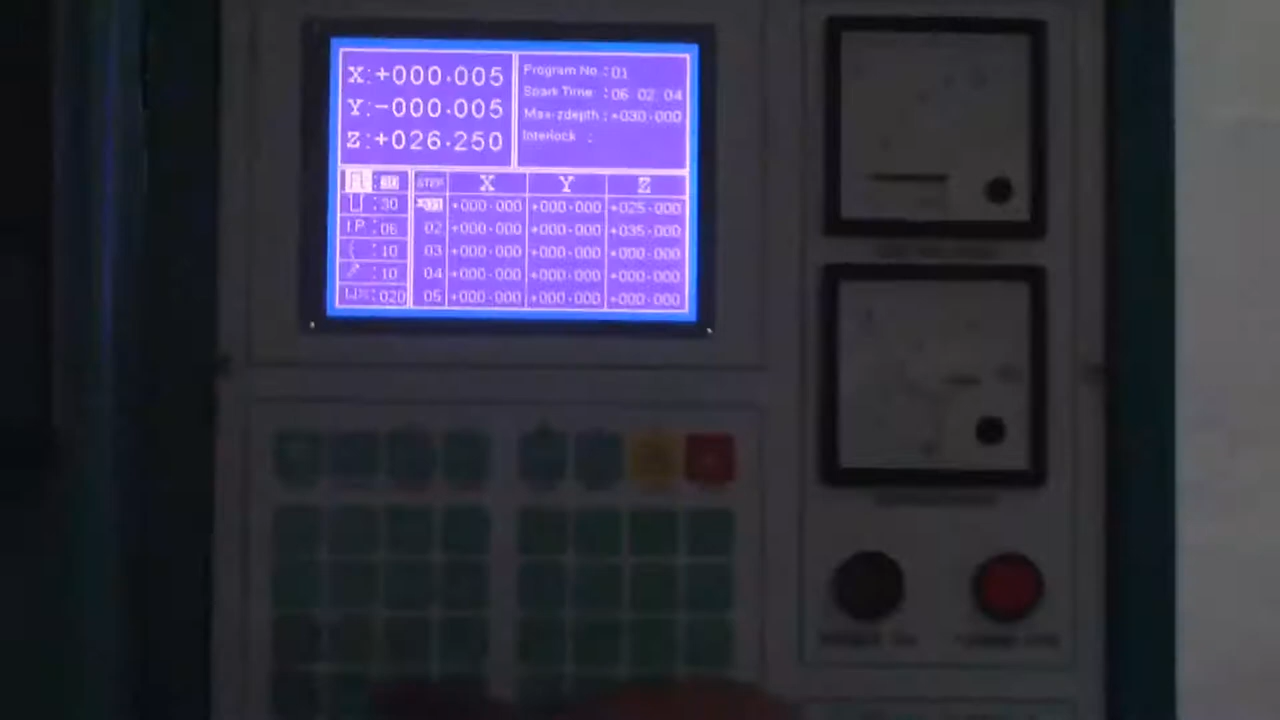 X:+000.005
Y:-000.005
Z:+026.250
Program No :01
Spark Time :06 02 04
Max-zdepth :+030.000
Interlock :
:30
I.P:06
:10
:10
:020
STEP X Y Z
01 +000.000 +000.000 +025.000
02 +000.000 +000.000 +035.000
03 +000.000 +000.000 +000.000
04 +000.000 +000.000 +000.000
05 +000.000 +000.000 +000.000